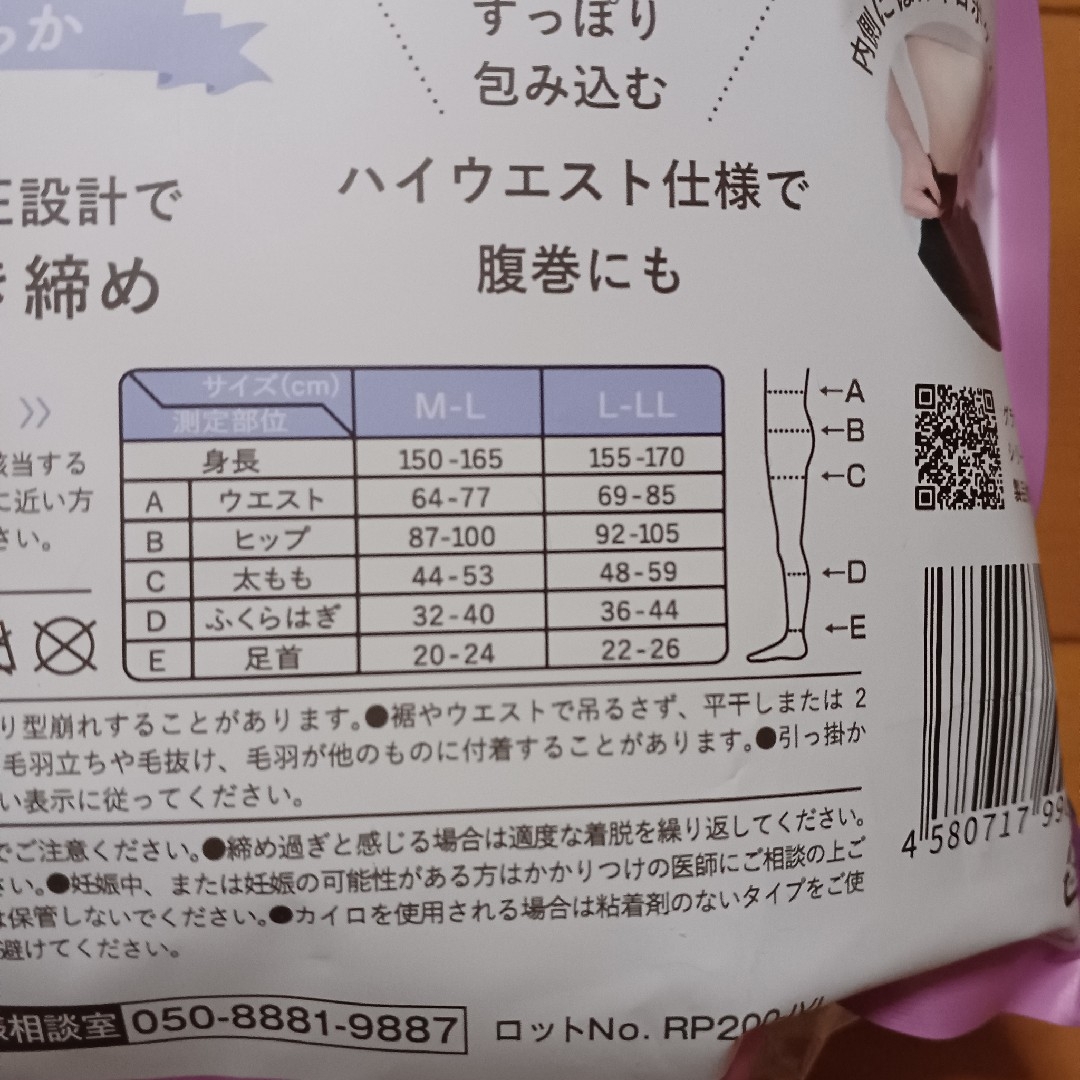 っか
すっぽり
包み込む
圧設計で
き締め
ハイウエスト仕様で
腹巻にも
該当する
に近い方
さい。
サイズ(cm)
測定部位 M-L L-LL
身長 150-165 155-170
A ウエスト 64-77 69-85
B ヒップ 87-100 92-105
C 太もも 44-53 48-59
D ふくらはぎ 32-40 36-44
E 足首 20-24 22-26
←A
←B
←C
←D
←E
り型崩れすることがあります。●裾やウエストで吊るさず、平干しまたは 2
毛羽立ちや毛抜け、毛羽が他のものに付着することがあります。●引っ掛か
い表示に従ってください。
でご注意ください。●締め過ぎと感じる場合は適度な着脱を繰り返してください。
さい。●妊娠中、または妊娠の可能性がある方はかかりつけの医師にご相談の上ご
は保管しないでください。●カイロを使用される場合は粘着剤のないタイプをご使
避けてください。
相談室 050-8881-9887
ロットNo. RP200
4 580717 99